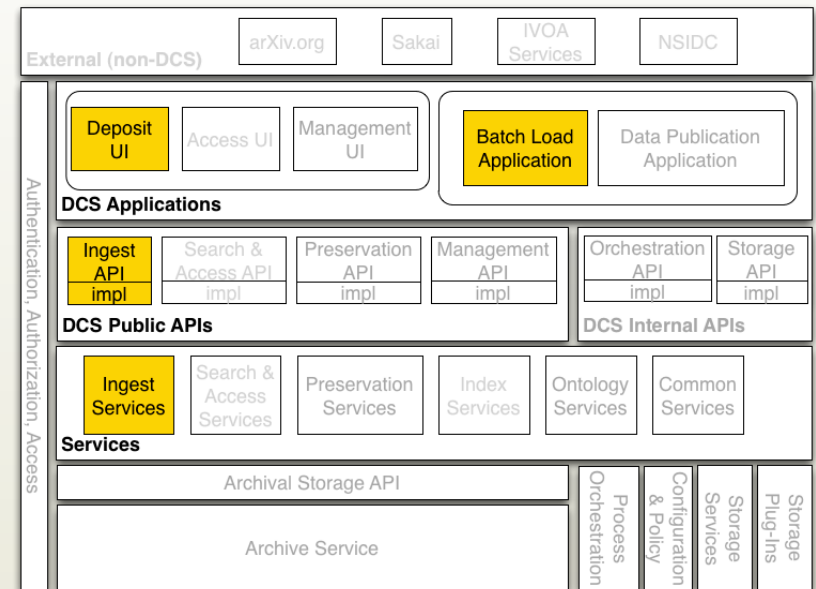 External (non-DCS)
arXiv.org
Sakai
IVOA
Services
NSIDC
Authentication, Authorization, Access
Deposit
UI
Access UI
Management
UI
Batch Load
Application
Data Publication
Application
DCS Applications
Ingest
API
impl
Search &
Access API
impl
Preservation
API
impl
Management
API
impl
Orchestration
API
impl
Storage
API
impl
DCS Public APIs
DCS Internal APIs
Ingest
Services
Search &
Access
Services
Preservation
Services
Index
Services
Ontology
Services
Common
Services
Services
Archival Storage API
Archive Service
Process
Orchestration
Configuration
& Policy
Storage
Services
Storage
Plug-Ins